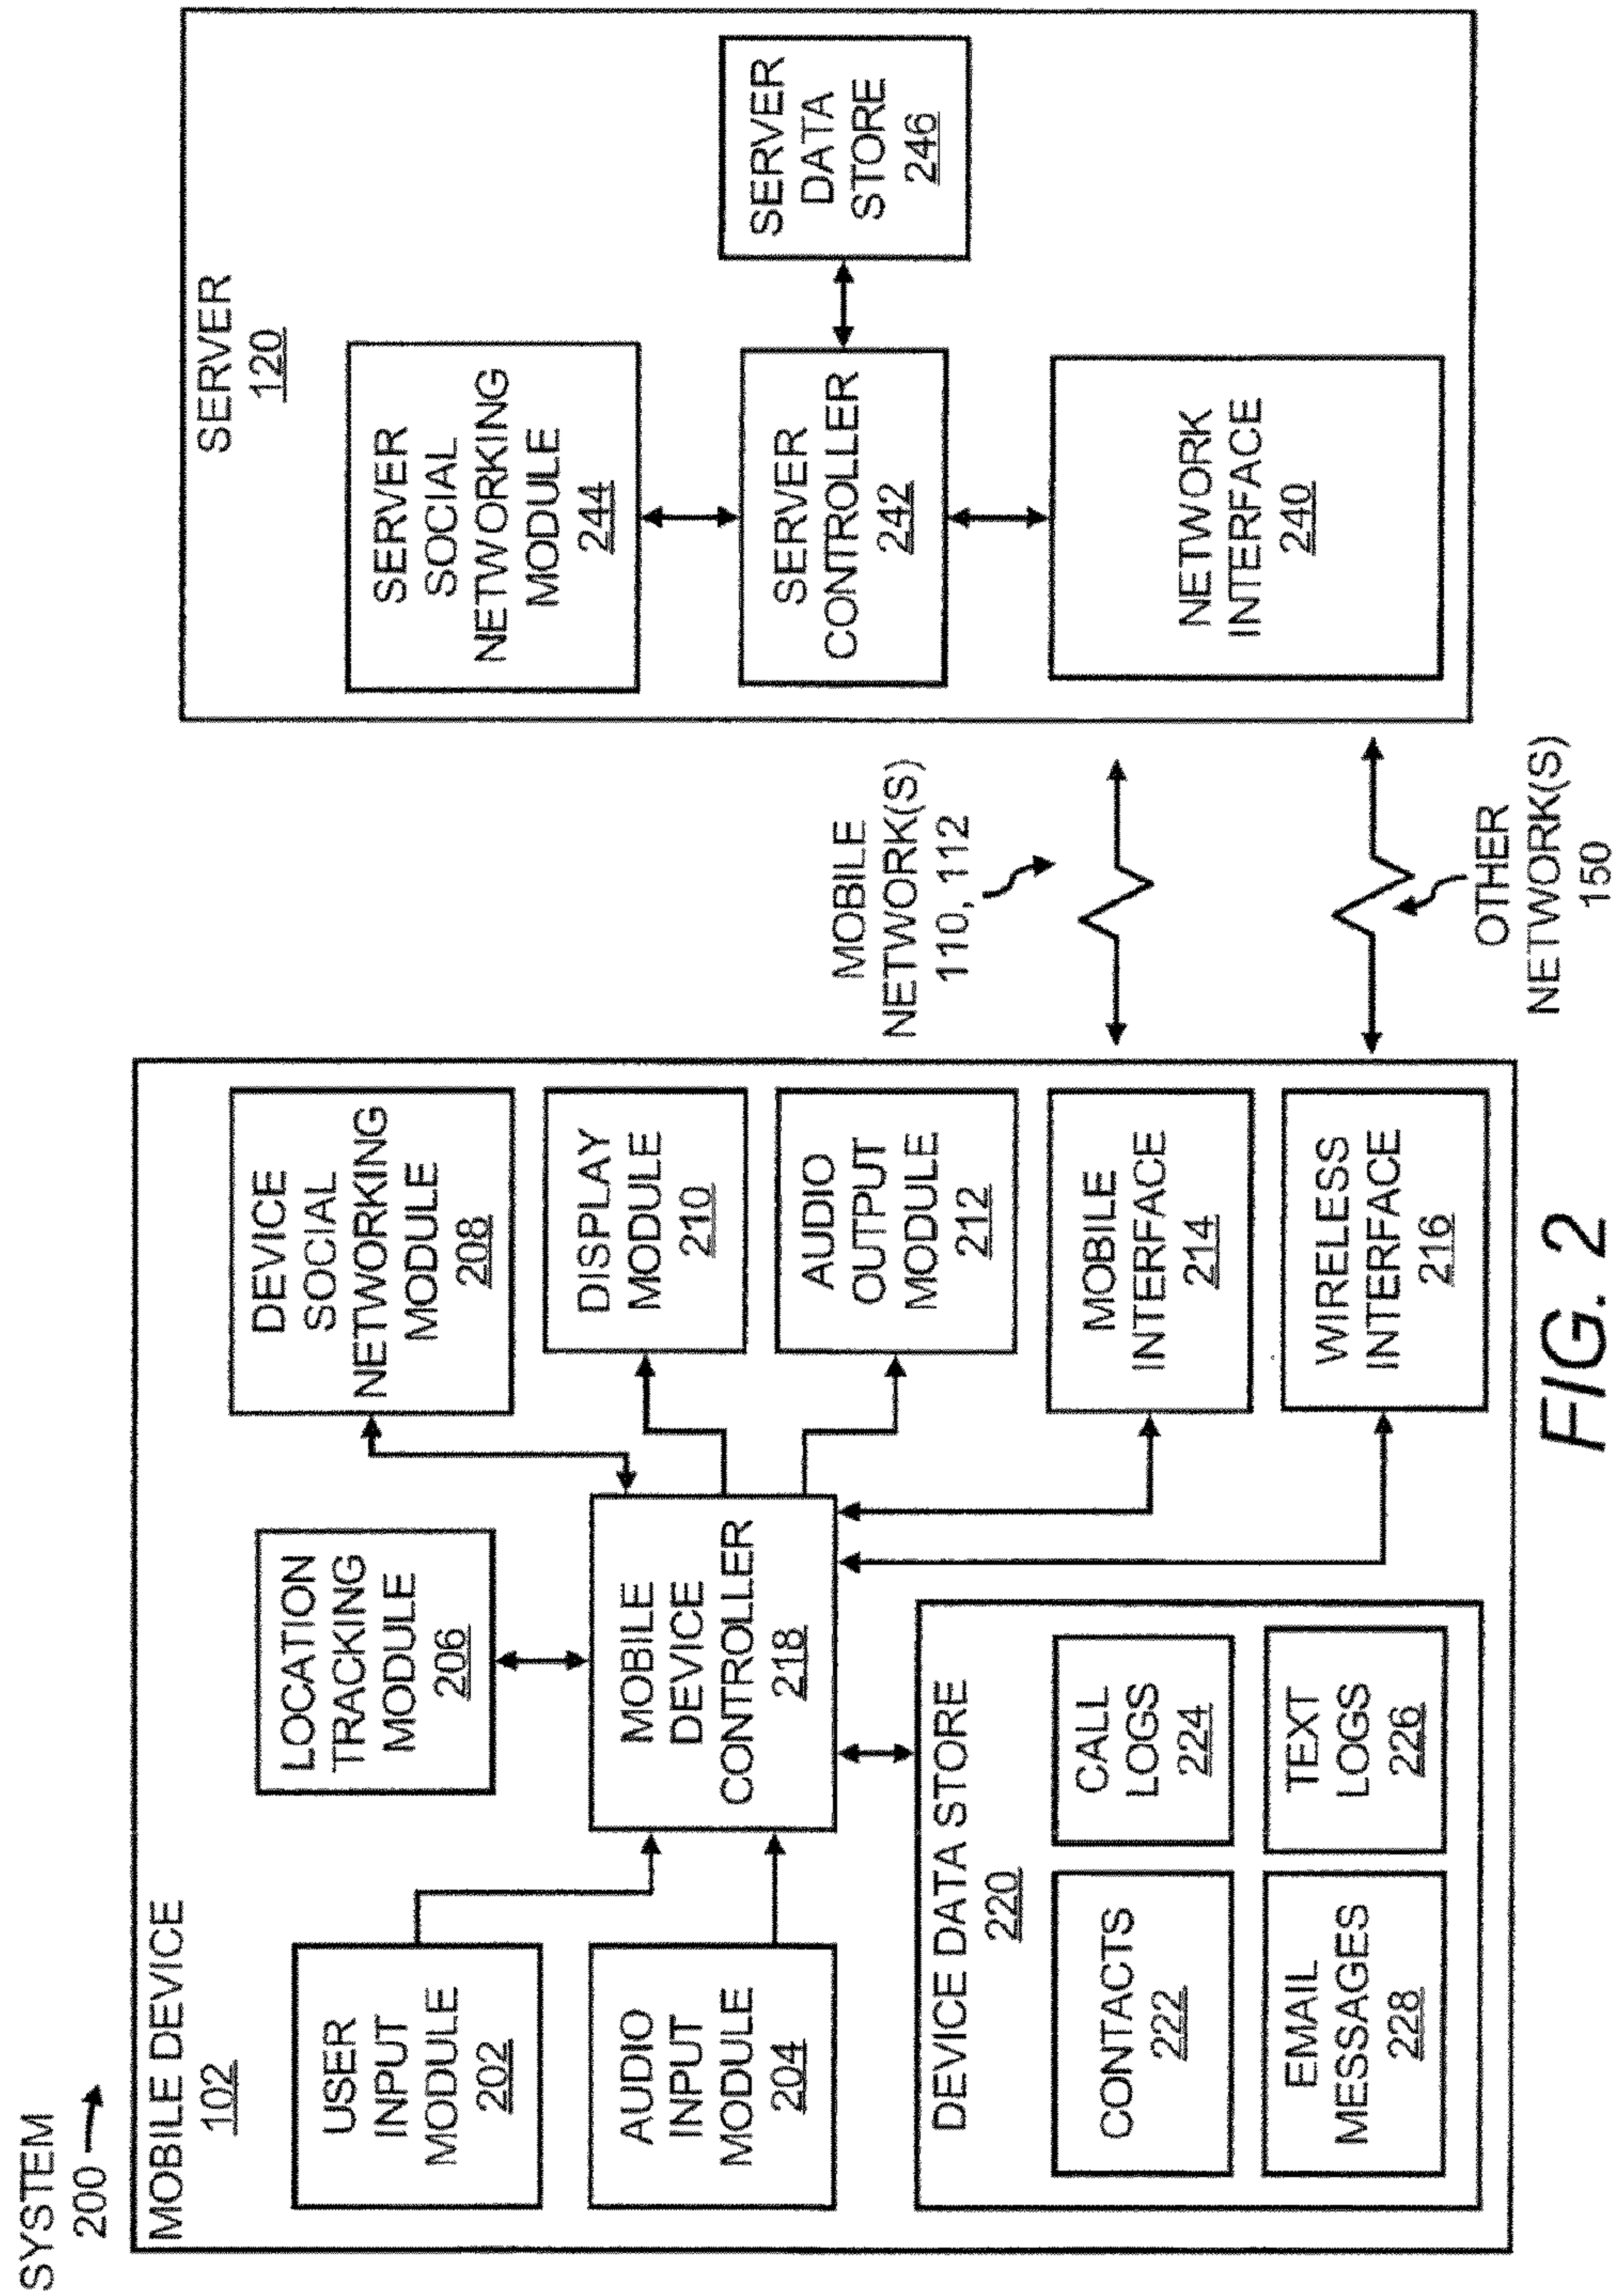 SYSTEM
200
MOBILE DEVICE
102
USER
INPUT
MODULE
202
AUDIO
INPUT
MODULE
204
LOCATION
TRACKING
MODULE
206
MOBILE
DEVICE
CONTROLLER
218
DEVICE
SOCIAL
NETWORKING
MODULE
208
DISPLAY
MODULE
210
AUDIO
OUTPUT
MODULE
212
MOBILE
INTERFACE
214
WIRELESS
INTERFACE
216
DEVICE DATA STORE
220
CONTACTS
222
CALL
LOGS
224
EMAIL
MESSAGES
228
TEXT
LOGS
226
MOBILE
NETWORK(S)
110, 112
OTHER
NETWORK(S)
150
SERVER
120
SERVER
SOCIAL
NETWORKING
MODULE
244
SERVER
CONTROLLER
242
SERVER
DATA
STORE
246
NETWORK
INTERFACE
240
FIG. 2